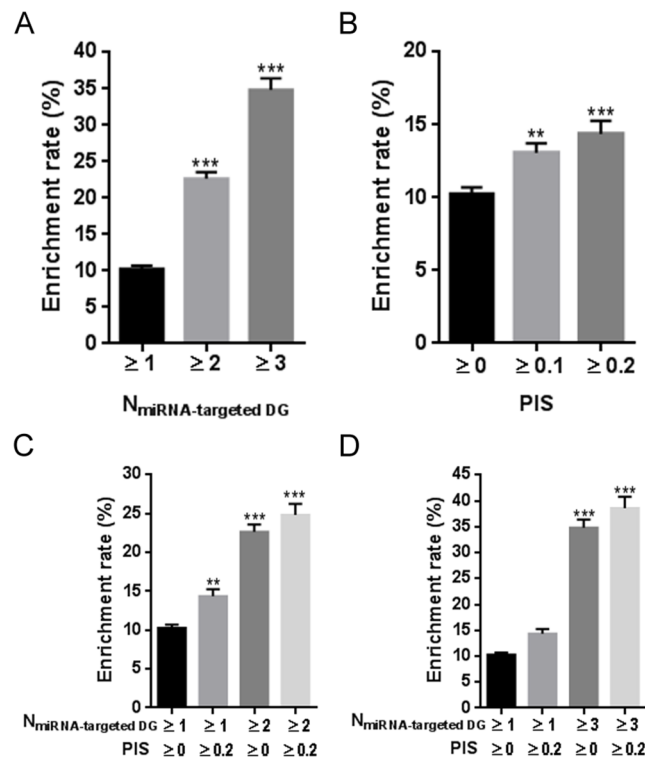 A
Enrichment rate (%)
40
35
30
25
20
15
10
5
0
***
***
≥ 1 ≥ 2 ≥ 3
NmiRNA-targeted DG
B
Enrichment rate (%)
20
15
10
5
0
**
***
≥ 0 ≥ 0.1 ≥ 0.2
PIS
C
Enrichment rate (%)
30
25
20
15
10
5
0
**
***
***
NmiRNA-targeted DG ≥ 1 ≥ 1 ≥ 2 ≥ 2
PIS ≥ 0 ≥ 0.2 ≥ 0 ≥ 0.2
D
Enrichment rate (%)
45
40
35
30
25
20
15
10
5
0
***
***
NmiRNA-targeted DG ≥ 1 ≥ 1 ≥ 3 ≥ 3
PIS ≥ 0 ≥ 0.2 ≥ 0 ≥ 0.2